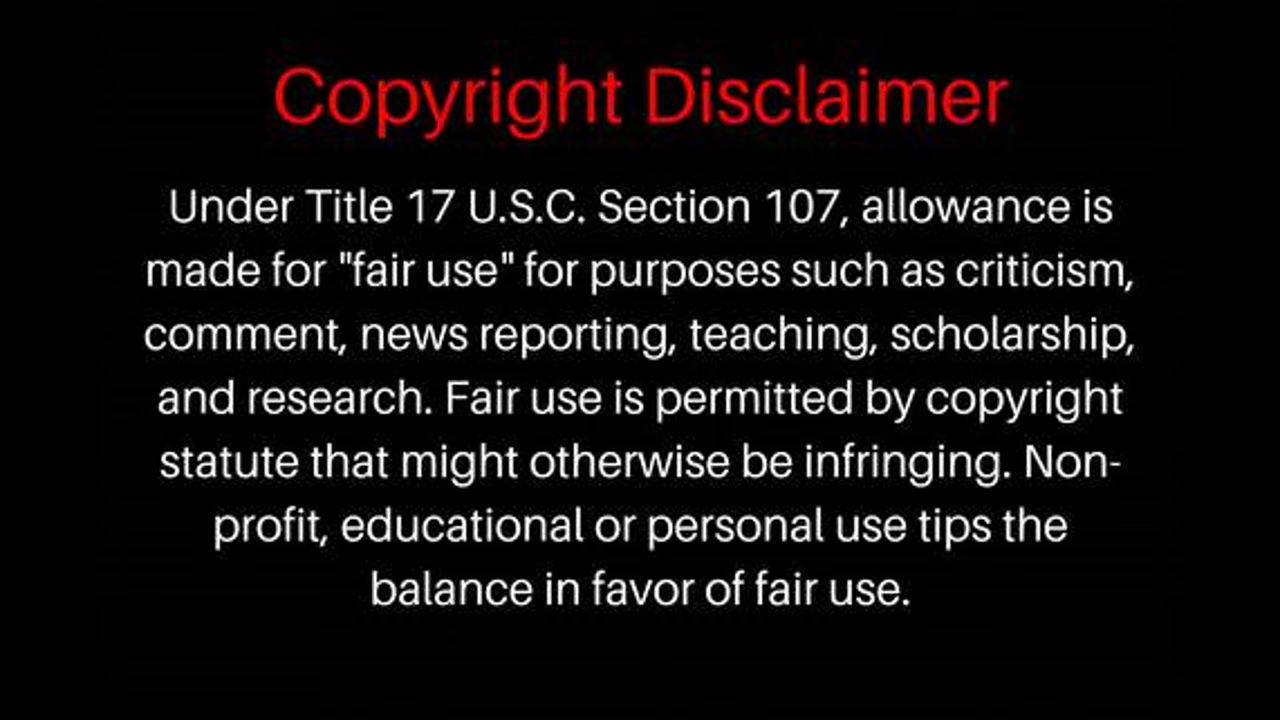 Copyright Disclaimer
Under Title 17 U.S.C. Section 107, allowance is
made for "fair use" for purposes such as criticism,
comment, news reporting, teaching, scholarship,
and research. Fair use is permitted by copyright
statute that might otherwise be infringing. Non-
profit, educational or personal use tips the
balance in favor of fair use.